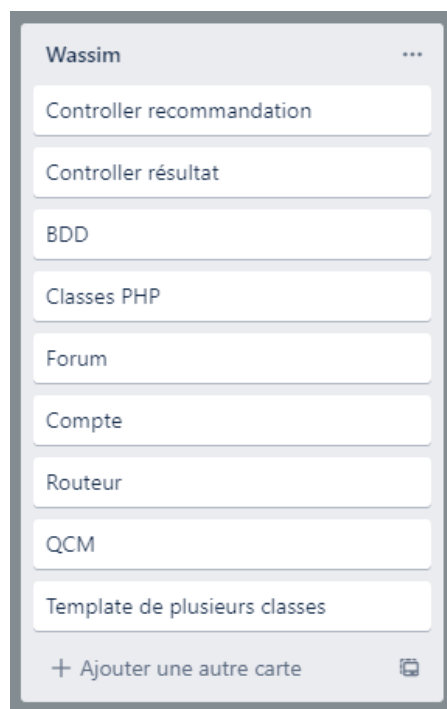 Wassim
Controller recommandation
Controller résultat
BDD
Classes PHP
Forum
Compte
Routeur
QCM
Template de plusieurs classes
+ Ajouter une autre carte